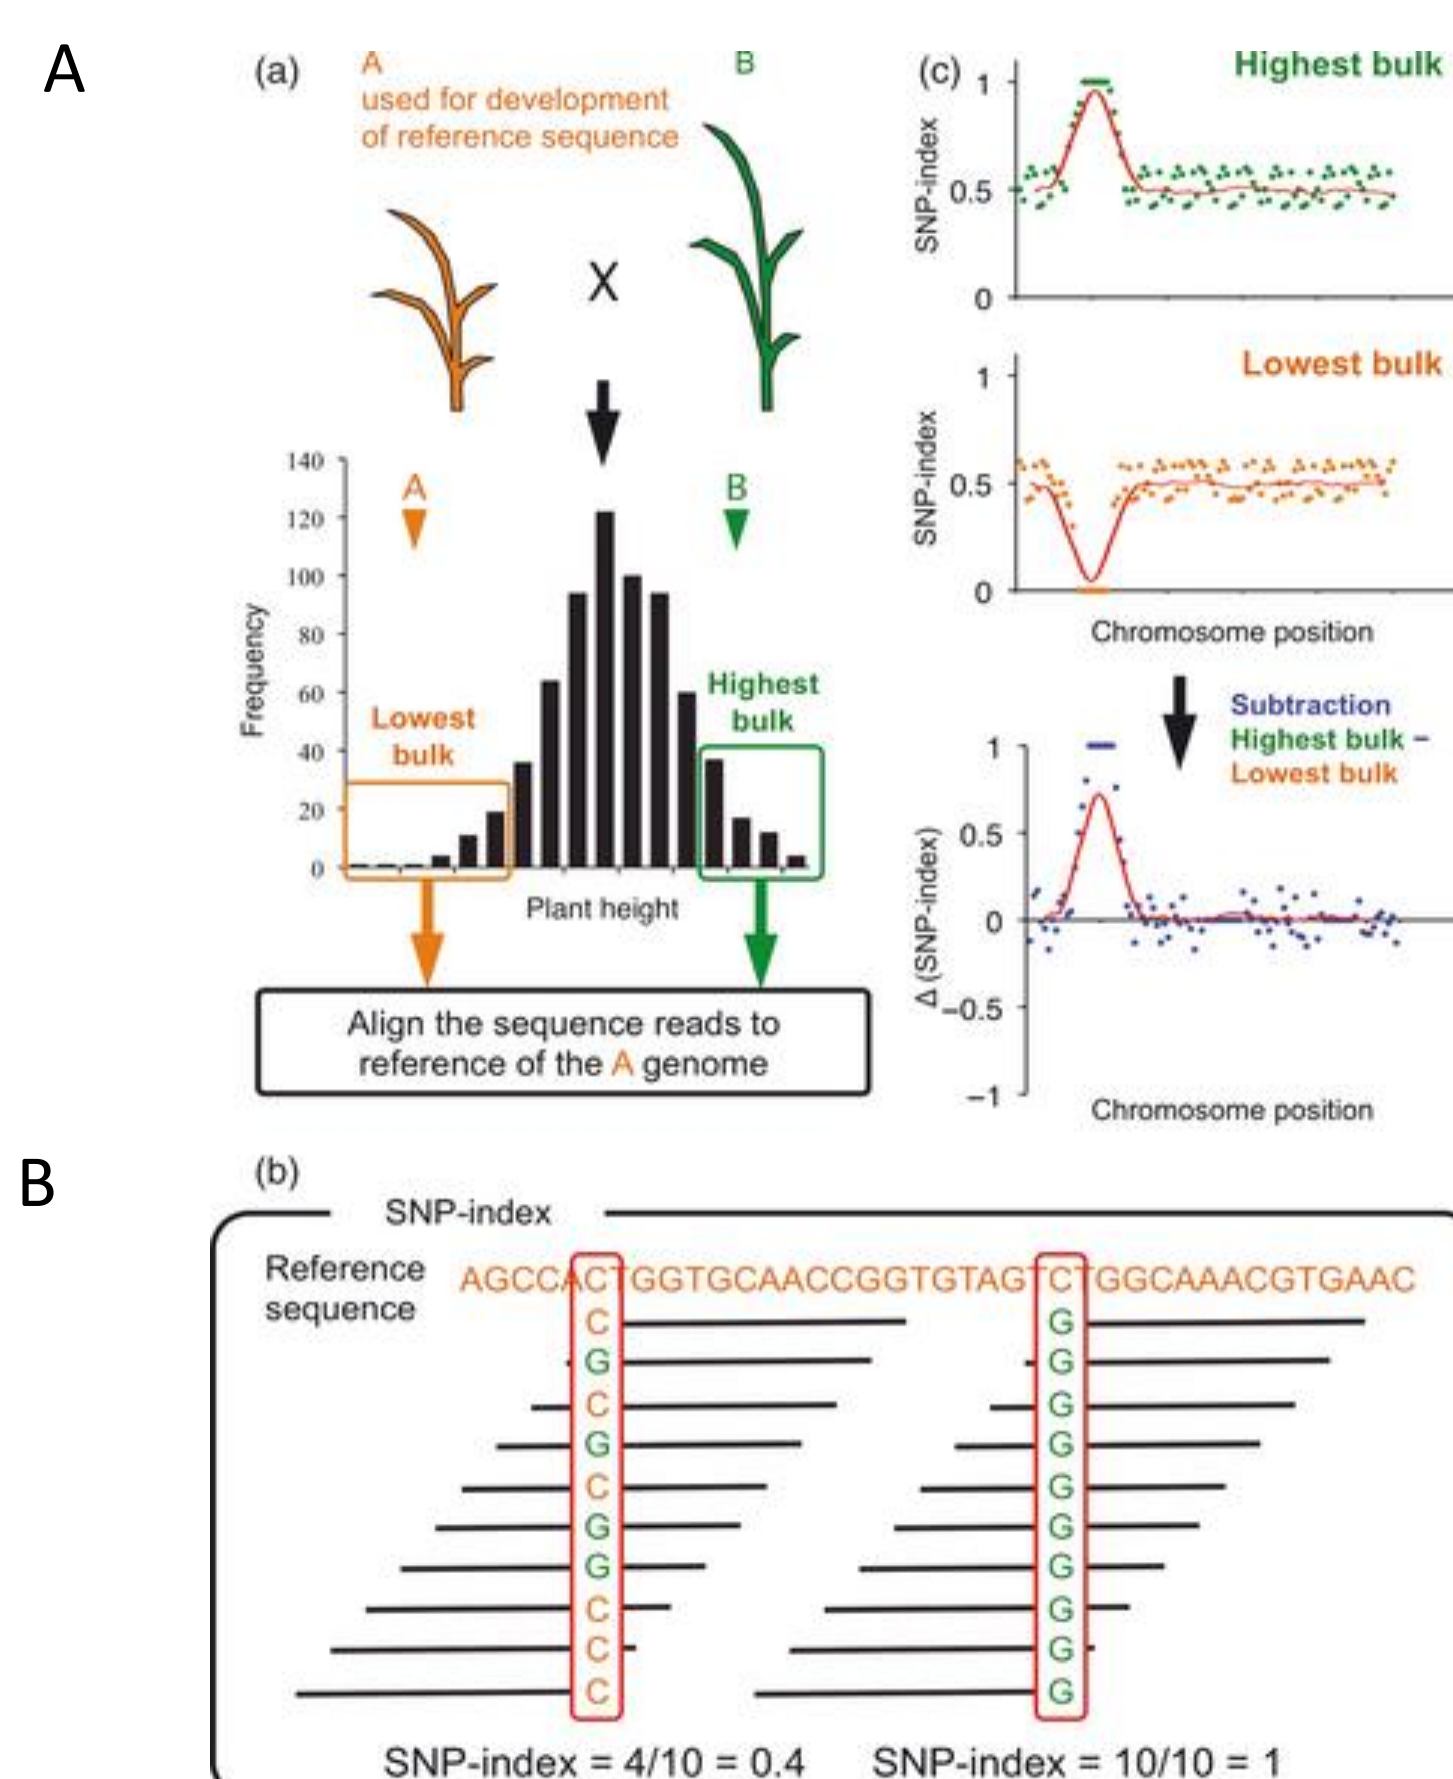 A
(a)
A
used for development
of reference sequence
B
X
140
120
100
80
60
40
20
0
Frequency
A
B
Lowest
bulk
Highest
bulk
Plant height
Align the sequence reads to
reference of the A genome
(c)
Highest bulk
1
0.5
0
SNP-index
Lowest bulk
1
0.5
0
SNP-index
Chromosome position
Subtraction
Highest bulk –
Lowest bulk
1
0.5
0
–0.5
–1
Δ (SNP-index)
Chromosome position
B
(b)
SNP-index
Reference
sequence
AGCCACTGGTGCAACCGGTGTAGTCTGGCAAACGTGAAC
C G
G G
C G
G G
C G
G G
G G
C G
C G
C G
SNP-index = 4/10 = 0.4
SNP-index = 10/10 = 1